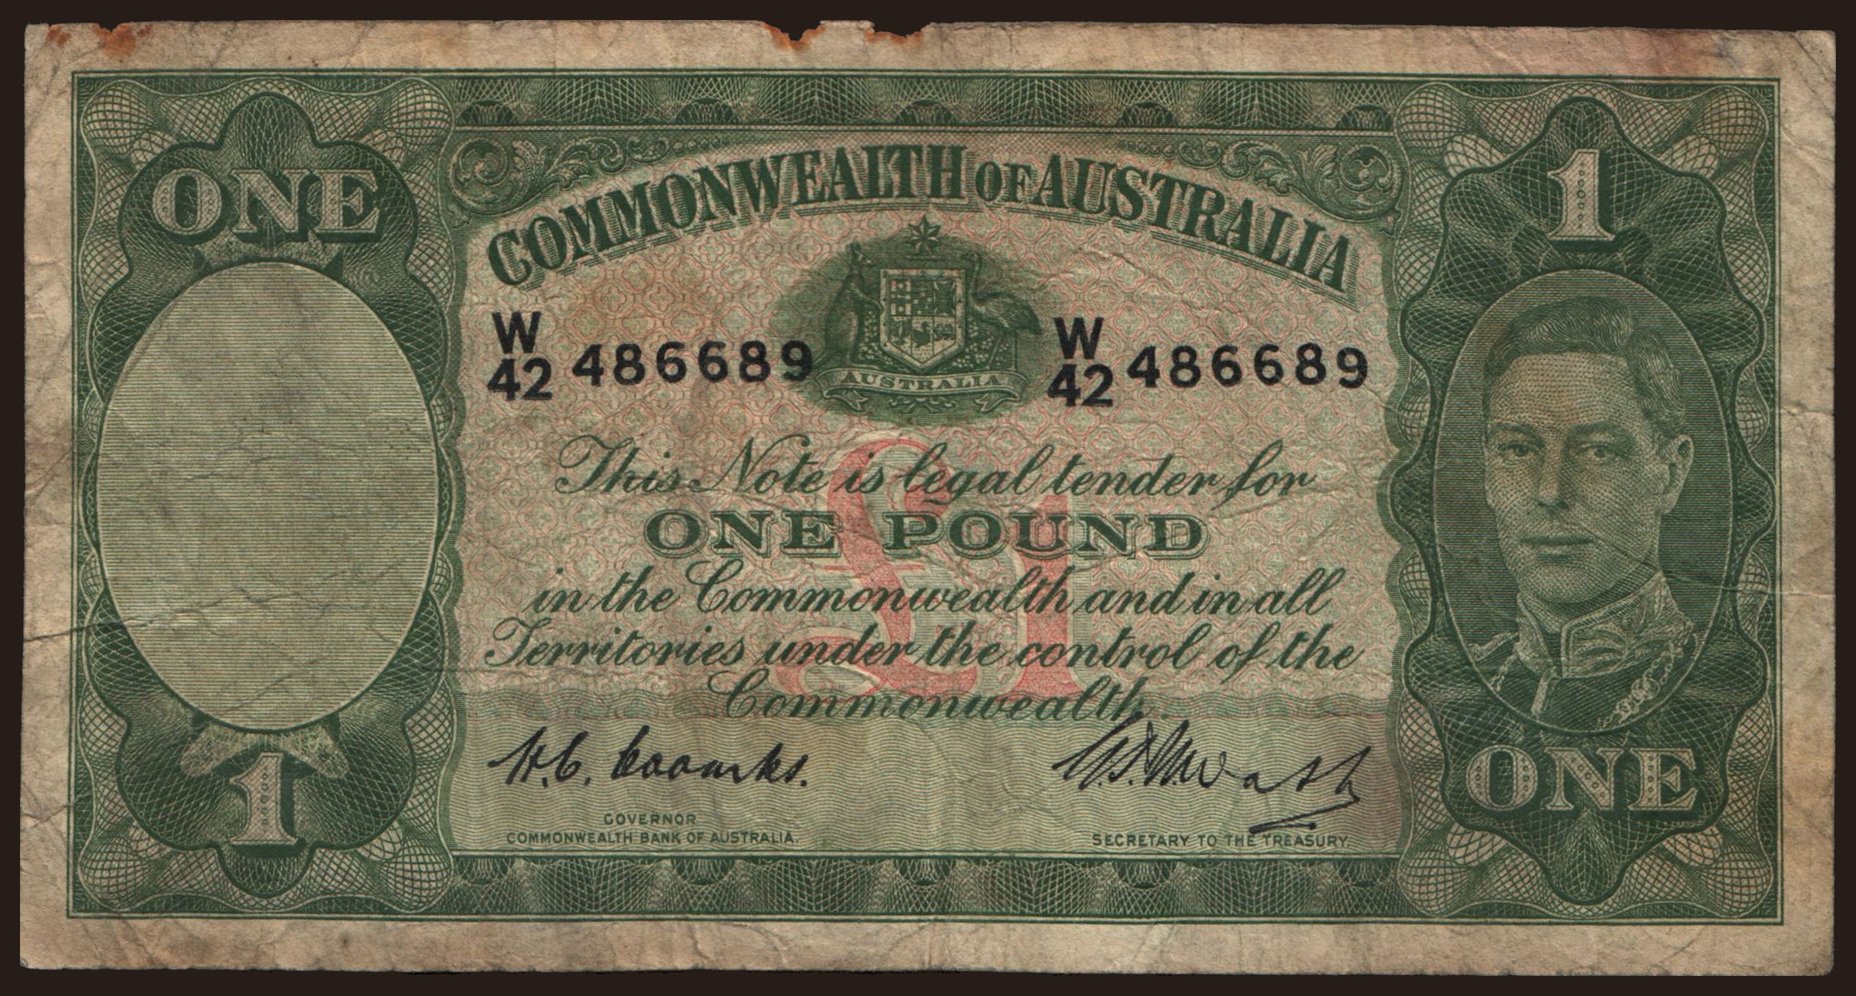 ONE
1
COMMONWEALTH OF AUSTRALIA
W
42 486689
W
42 486689
AUSTRALIA
This Note is legal tender for
ONE POUND
£1
in the Commonwealth and in all
Territories under the control of the
Commonwealth.
H.C. Coombs.
GOVERNOR
COMMONWEALTH BANK OF AUSTRALIA.
SECRETARY TO THE TREASURY.
1
ONE